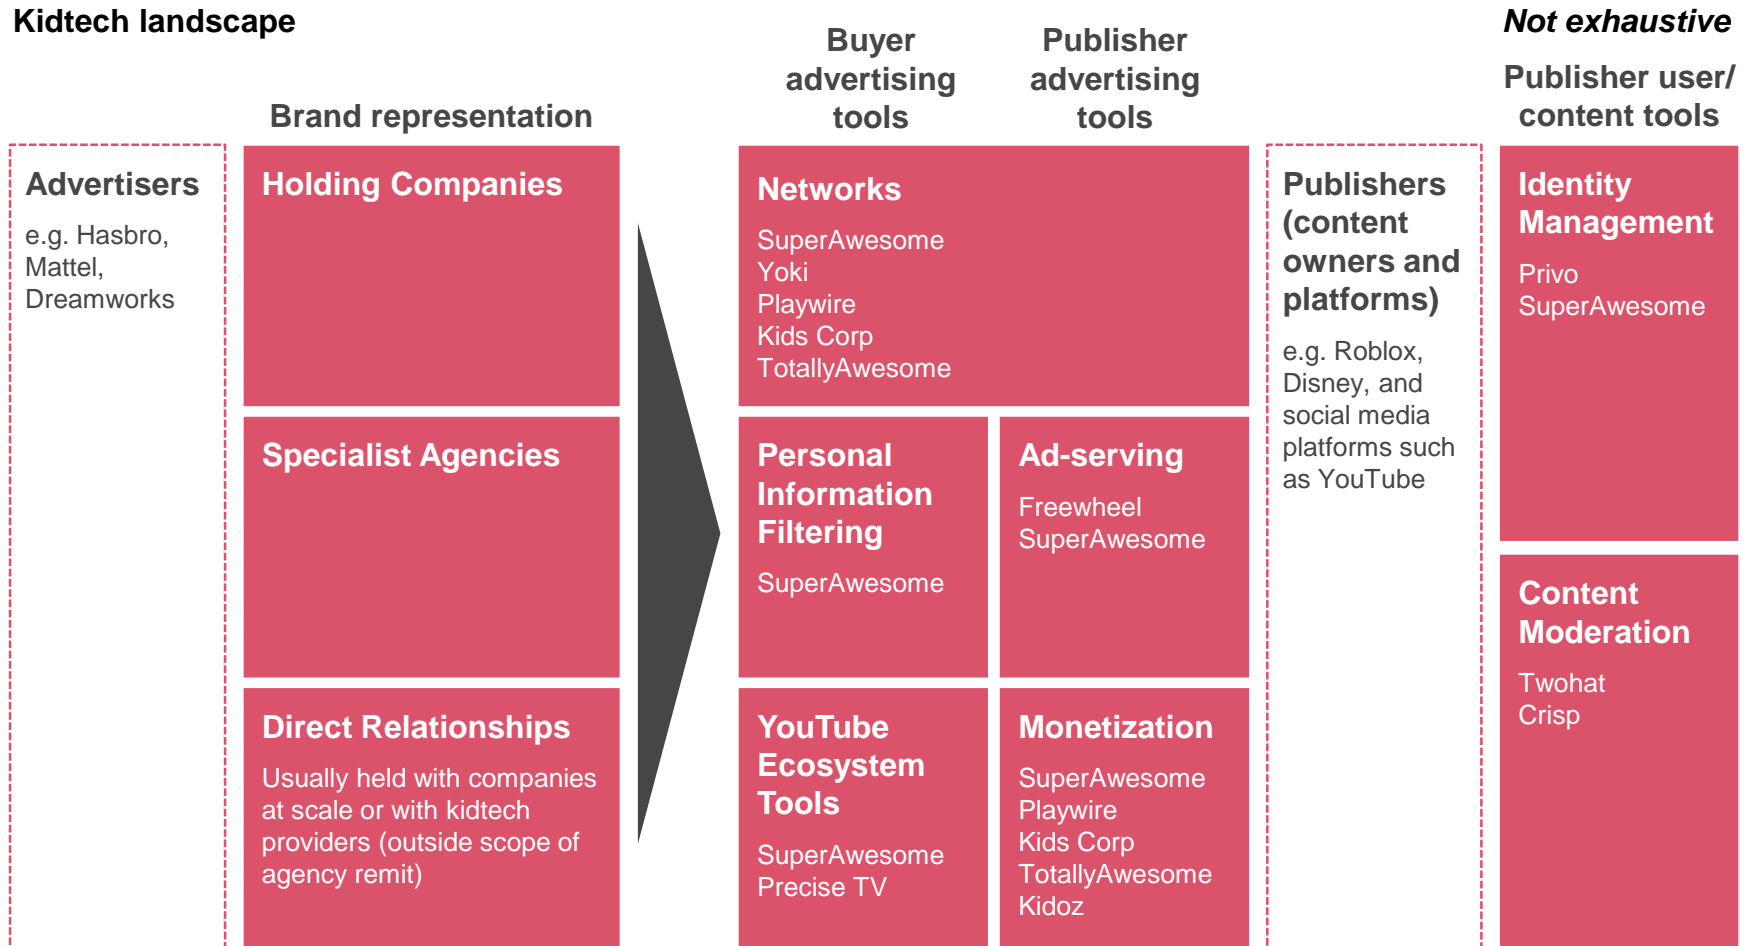 Kidtech landscape
Not exhaustive
Brand representation
Buyer
advertising
tools
Publisher
advertising
tools
Publisher user/
content tools
Advertisers
e.g. Hasbro,
Mattel,
Dreamworks
Holding Companies
Specialist Agencies
Direct Relationships
Usually held with companies
at scale or with kidtech
providers (outside scope of
agency remit)
Networks
SuperAwesome
Yoki
Playwire
Kids Corp
TotallyAwesome
Personal
Information
Filtering
SuperAwesome
Ad-serving
Freewheel
SuperAwesome
YouTube
Ecosystem
Tools
SuperAwesome
Precise TV
Monetization
SuperAwesome
Playwire
Kids Corp
TotallyAwesome
Kidoz
Publishers
(content
owners and
platforms)
e.g. Roblox,
Disney, and
social media
platforms such
as YouTube
Identity
Management
Privo
SuperAwesome
Content
Moderation
Twohat
Crisp